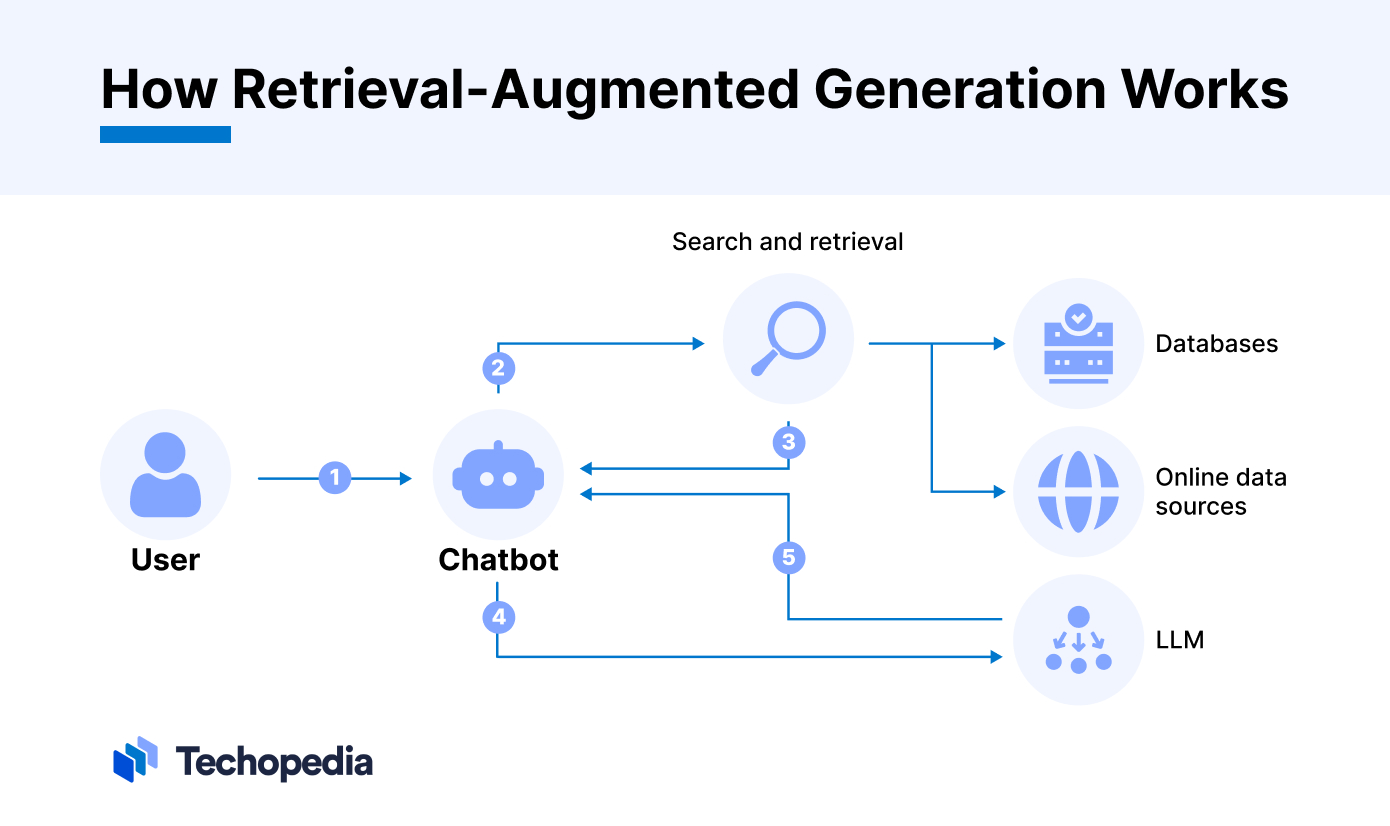 How Retrieval-Augmented Generation Works
Search and retrieval
2
Databases
3
1
Online data
sources
User
Chatbot
5
4
LLM
Techopedia